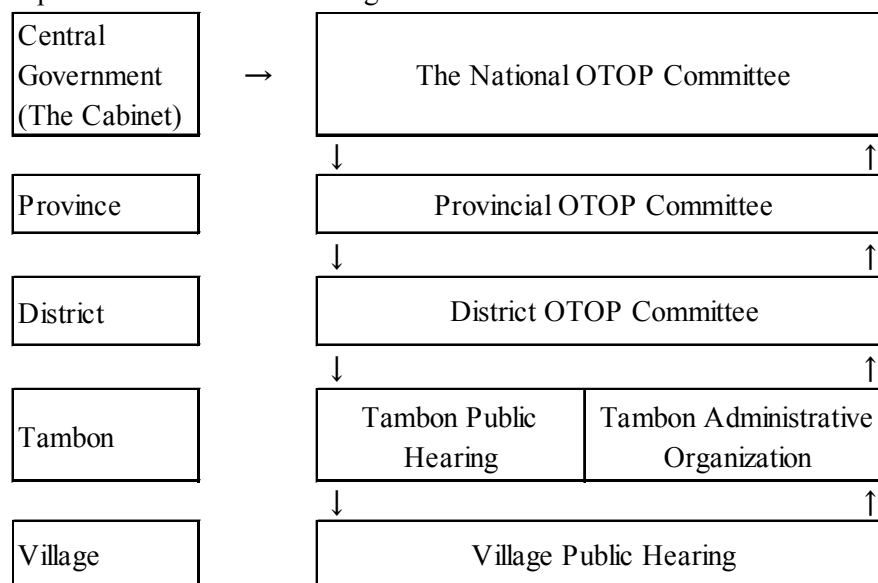 Central
Government
(The Cabinet)
→
The National OTOP Committee
↓ ↑
Province
Provincial OTOP Committee
↓ ↑
District
District OTOP Committee
↓ ↑
Tambon
Tambon Public
Hearing
Tambon Administrative
Organization
↓ ↑
Village
Village Public Hearing